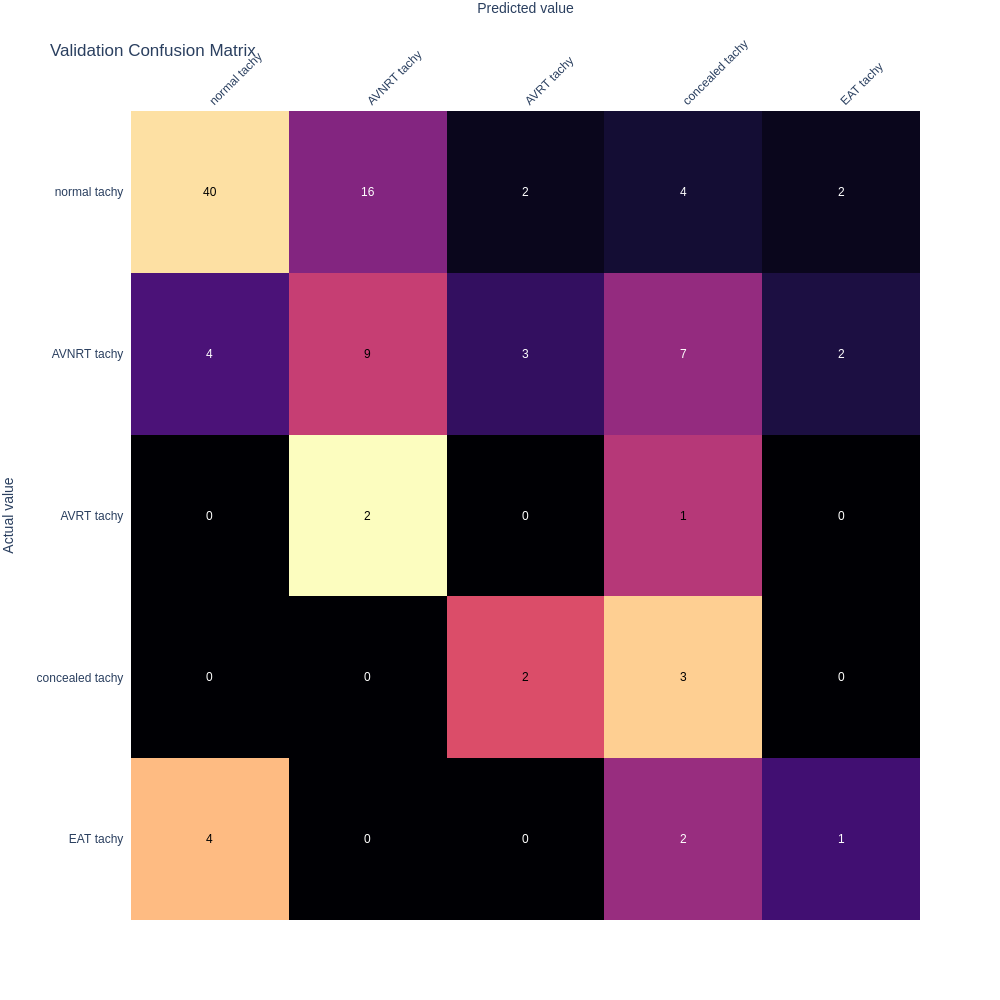 Predicted value
Validation Confusion Matrix
normal tachy AVNRT tachy AVRT tachy concealed tachy EAT tachy
Actual value
normal tachy 40 16 2 4 2
AVNRT tachy 4 9 3 7 2
AVRT tachy 0 2 0 1 0
concealed tachy 0 0 2 3 0
EAT tachy 4 0 0 2 1